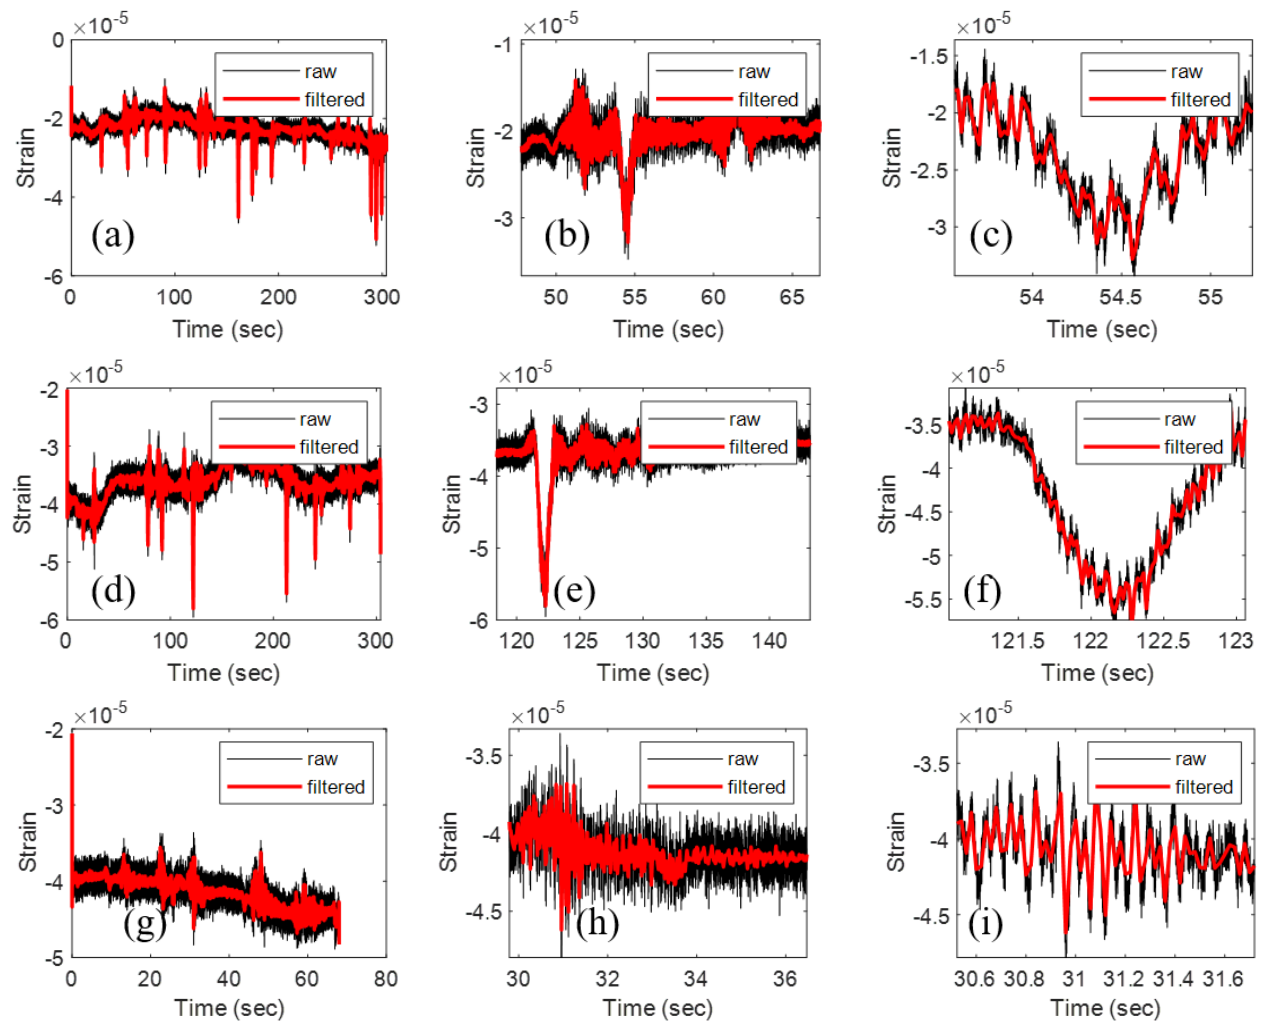 ×10-5
0
-2
-4
-6
Strain
raw
filtered
(a)
0
100
200
300
Time (sec)
×10-5
-1
-2
-3
Strain
raw
filtered
(b)
50
55
60
65
Time (sec)
×10-5
-1.5
-2
-2.5
-3
Strain
raw
filtered
(c)
54
54.5
55
Time (sec)
×10-5
-2
-3
-4
-5
-6
Strain
raw
filtered
(d)
0
100
200
300
Time (sec)
×10-5
-3
-4
-5
-6
Strain
raw
filtered
(e)
120
125
130
135
140
Time (sec)
×10-5
-3.5
-4
-4.5
-5
-5.5
Strain
raw
filtered
(f)
121.5
122
122.5
123
Time (sec)
×10-5
-2
-3
-4
-5
Strain
raw
filtered
(g)
0
20
40
60
80
Time (sec)
×10-5
-3.5
-4
-4.5
Strain
raw
filtered
(h)
30
32
34
36
Time (sec)
×10-5
-3.5
-4
-4.5
Strain
raw
filtered
(i)
30.6
30.8
31
31.2
31.4
31.6
Time (sec)